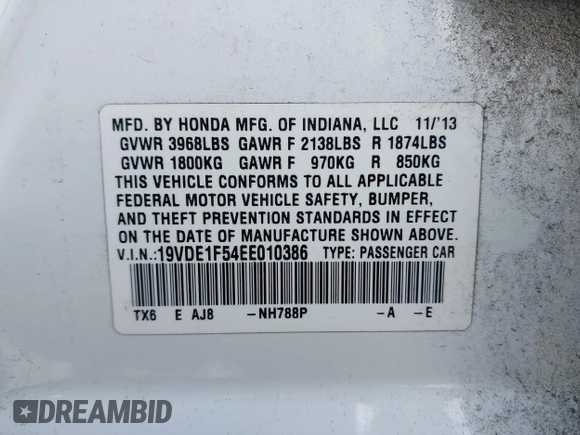 MFD. BY HONDA MFG. OF INDIANA, LLC 11/'13
GVWR 3968LBS GAWR F 2138LBS R 1874LBS
GVWR 1800KG GAWR F 970KG R 850KG
THIS VEHICLE CONFORMS TO ALL APPLICABLE
FEDERAL MOTOR VEHICLE SAFETY, BUMPER,
AND THEFT PREVENTION STANDARDS IN EFFECT
ON THE DATE OF MANUFACTURE SHOWN ABOVE.
V.I.N.:19VDE1F54EE010386 TYPE: PASSENGER CAR
TX6 E AJ8 -NH788P -A -E
DREAMBID